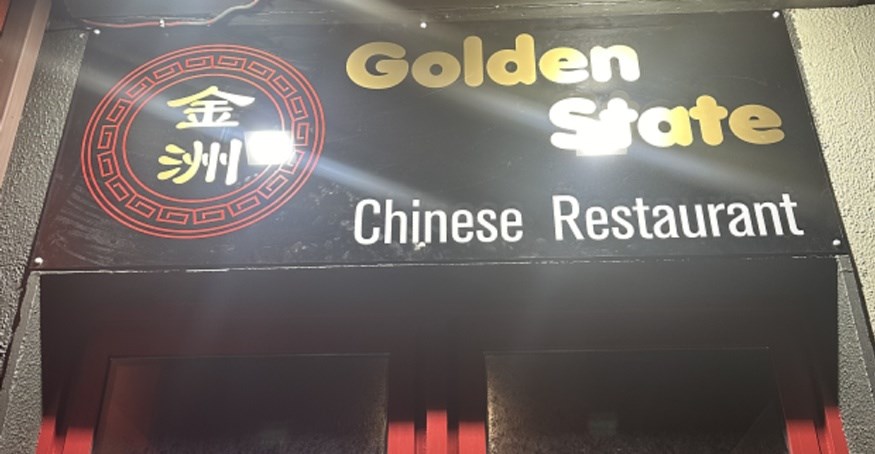 金
洲
Golden
State
Chinese Restaurant